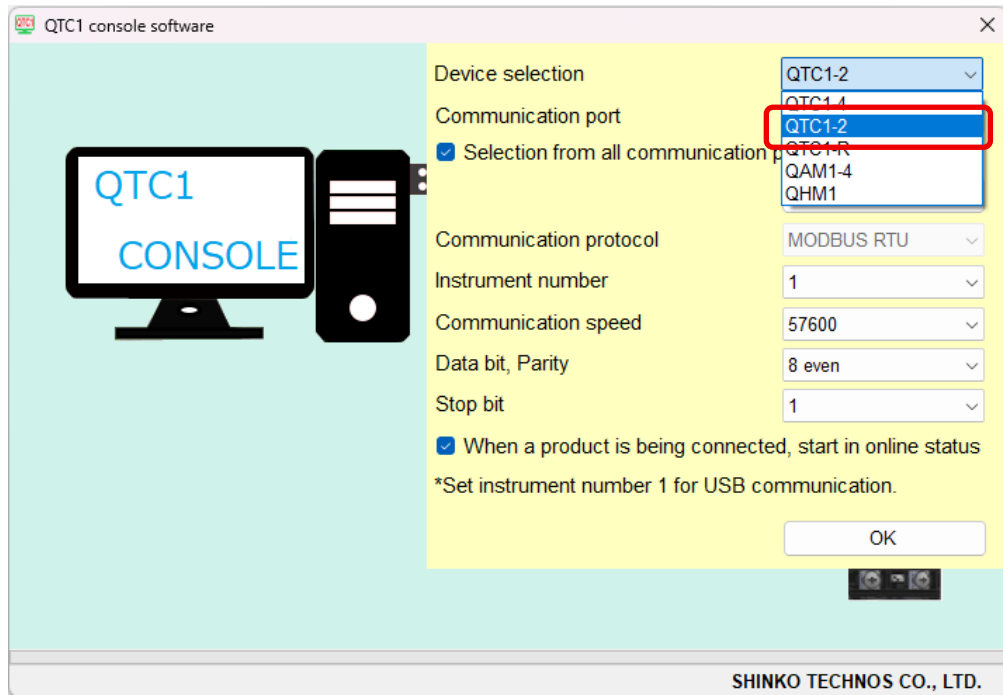 QTC1 console software
Device selection
QTC1-2
QTC1-4
QTC1-2
QTC1-R
QAM1-4
QHM1
Communication port
Selection from all communication
QTC1
CONSOLE
Communication protocol
MODBUS RTU
Instrument number
1
Communication speed
57600
Data bit, Parity
8 even
Stop bit
1
When a product is being connected, start in online status
*Set instrument number 1 for USB communication.
OK
SHINKO TECHNOS CO., LTD.